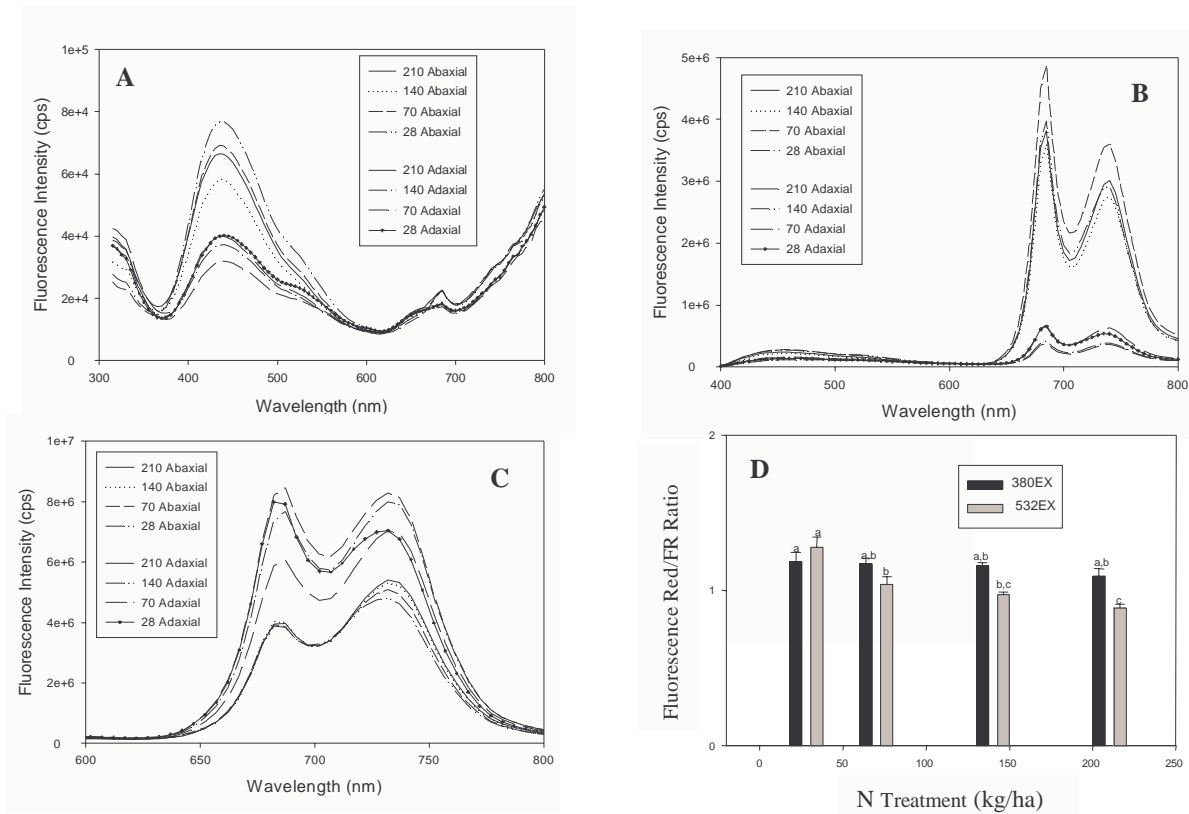 1e+5
8e+4
6e+4
4e+4
2e+4
0
Fluorescence Intensity (cps)
A
210 Abaxial
140 Abaxial
70 Abaxial
28 Abaxial
210 Adaxial
140 Adaxial
70 Adaxial
28 Adaxial
300 400 500 600 700 800
Wavelength (nm)
5e+6
4e+6
3e+6
2e+6
1e+6
0
Fluorescence Intensity (cps)
B
210 Abaxial
140 Abaxial
70 Abaxial
28 Abaxial
210 Adaxial
140 Adaxial
70 Adaxial
28 Adaxial
400 500 600 700 800
Wavelength (nm)
1e+7
8e+6
6e+6
4e+6
2e+6
0
Fluorescence Intensity (cps)
C
210 Abaxial
140 Abaxial
70 Abaxial
28 Abaxial
210 Adaxial
140 Adaxial
70 Adaxial
28 Adaxial
600 650 700 750 800
Wavelength (nm)
2
1
0
Fluorescence Red/FR Ratio
D
380EX
532EX
a a a,b b a,b b,c a,b c
0 50 100 150 200 250
N Treatment (kg/ha)